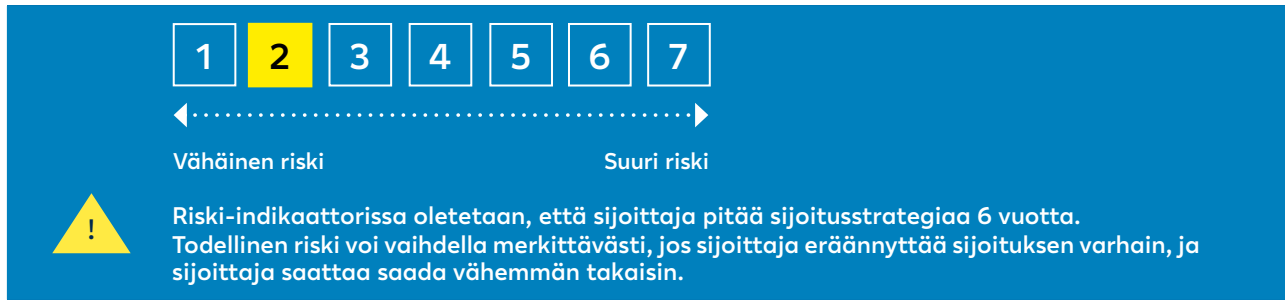 1 2 3 4 5 6 7
Vähäinen riski Suuri riski
! Riski-indikaattorissa oletetaan, että sijoittaja pitää sijoitusstrategiaa 6 vuotta.
Todellinen riski voi vaihdella merkittävästi, jos sijoittaja eräännyttää sijoituksen varhain, ja
sijoittaja saattaa saada vähemmän takaisin.